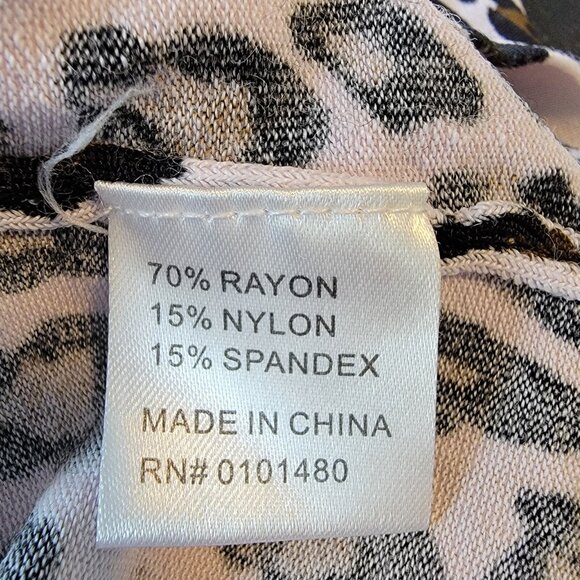 70% RAYON
15% NYLON
15% SPANDEX
MADE IN CHINA
RN# 0101480